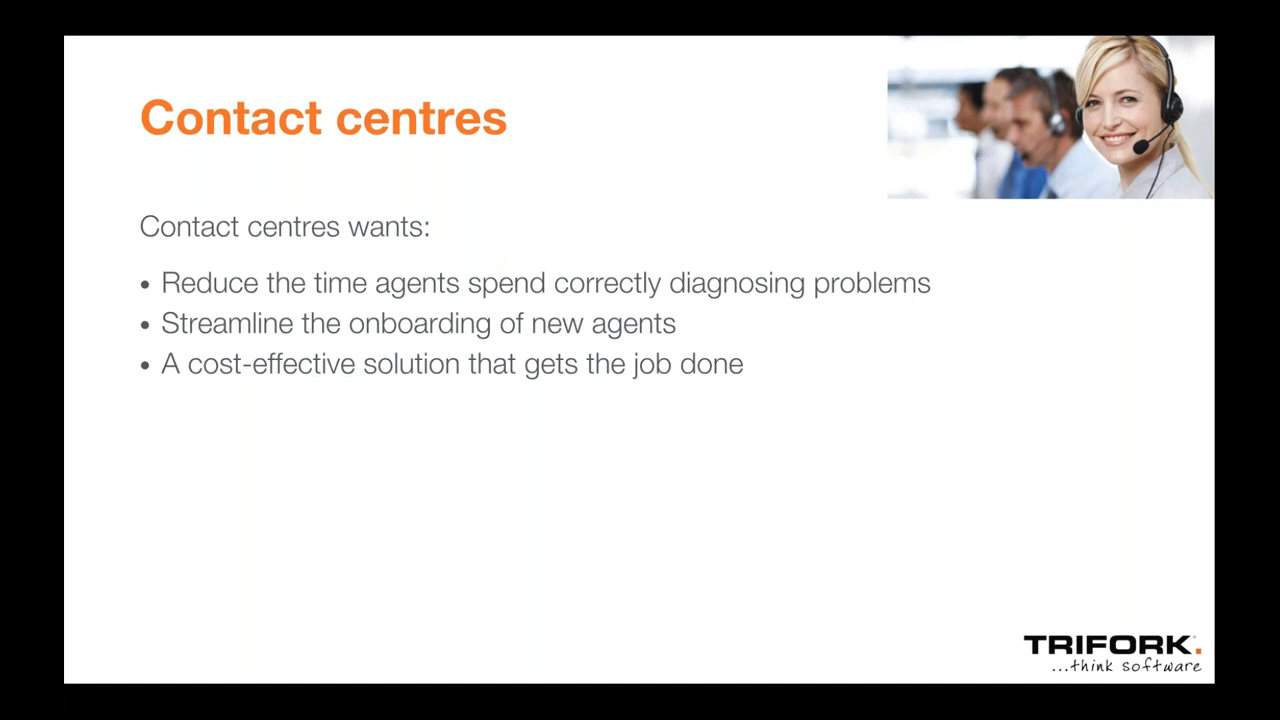 Contact centres
Contact centres wants:
• Reduce the time agents spend correctly diagnosing problems
• Streamline the onboarding of new agents
• A cost-effective solution that gets the job done
TRIFORK.
...think software